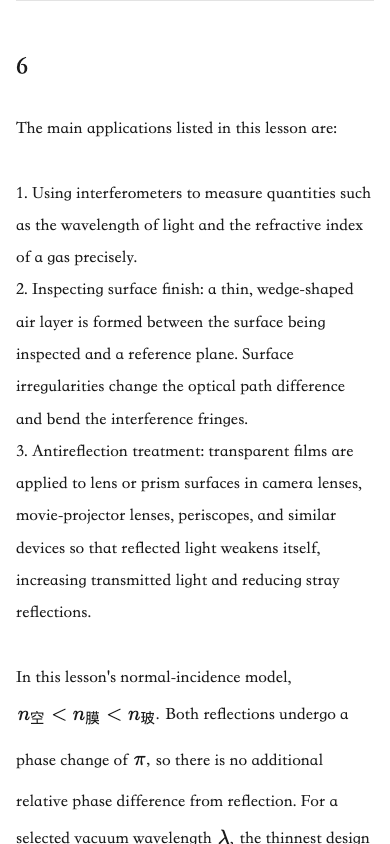 6
The main applications listed in this lesson are:
1. Using interferometers to measure quantities such
as the wavelength of light and the refractive index
of a gas precisely.
2. Inspecting surface finish: a thin, wedge-shaped
air layer is formed between the surface being
inspected and a reference plane. Surface
irregularities change the optical path difference
and bend the interference fringes.
3. Antireflection treatment: transparent films are
applied to lens or prism surfaces in camera lenses,
movie-projector lenses, periscopes, and similar
devices so that reflected light weakens itself,
increasing transmitted light and reducing stray
reflections.
In this lesson's normal-incidence model,
n空 < n膜 < n玻. Both reflections undergo a
phase change of π, so there is no additional
relative phase difference from reflection. For a
selected vacuum wavelength λ, the thinnest design